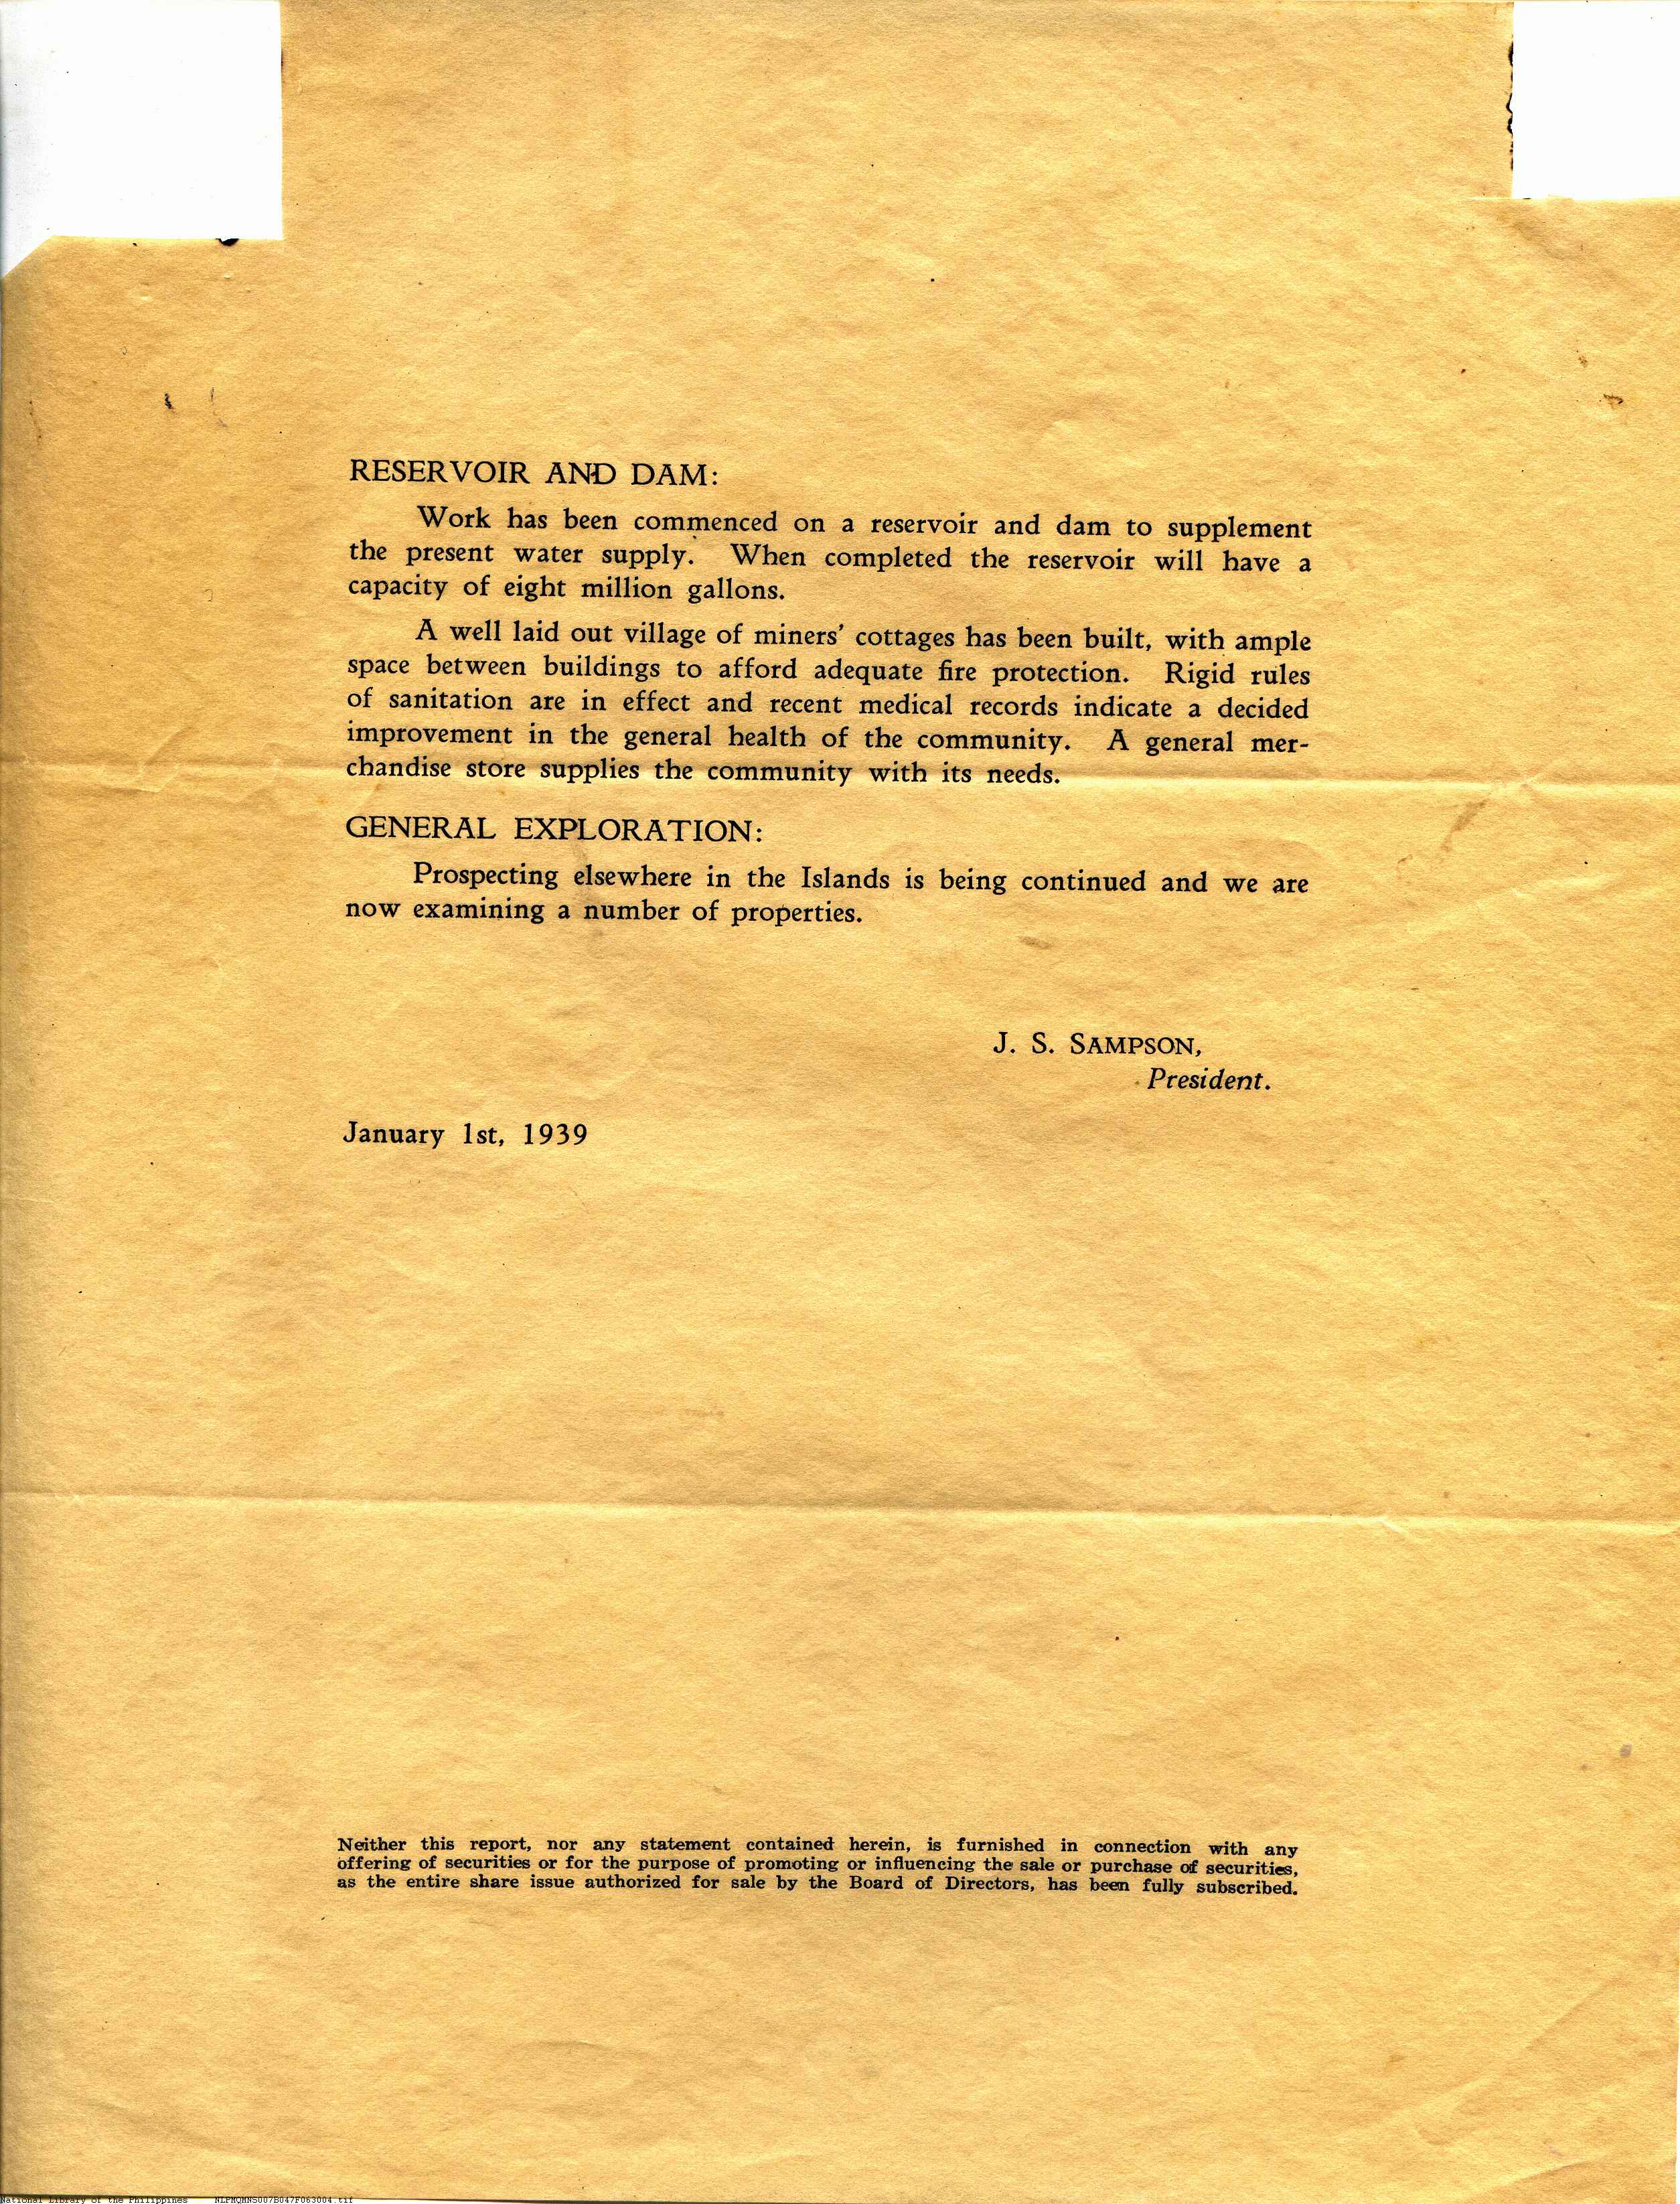 RESERVOIR AND DAM:
Work has been commenced on a reservoir and dam to supplement
the present water supply. When completed the reservoir will have a
capacity of eight million gallons.
A well laid out village of miners' cottages has been built, with ample
space between buildings to afford adequate fire protection. Rigid rules
of sanitation are in effect and recent medical records indicate a decided
improvement in the general health of the community. A general mer-
chandise store supplies the community with its needs.
GENERAL EXPLORATION:
Prospecting elsewhere in the Islands is being continued and we are
now examining a number of properties.
J. S. SAMPSON,
President.
January 1st, 1939
Neither this report, nor any statement contained herein, is furnished in connection with any
offering of securities or for the purpose of promoting or influencing the sale or purchase of securities,
as the entire share issue authorized for sale by the Board of Directors, has been fully subscribed.
National Library of the Philippines NLPMQMNS007B047F063004.tif